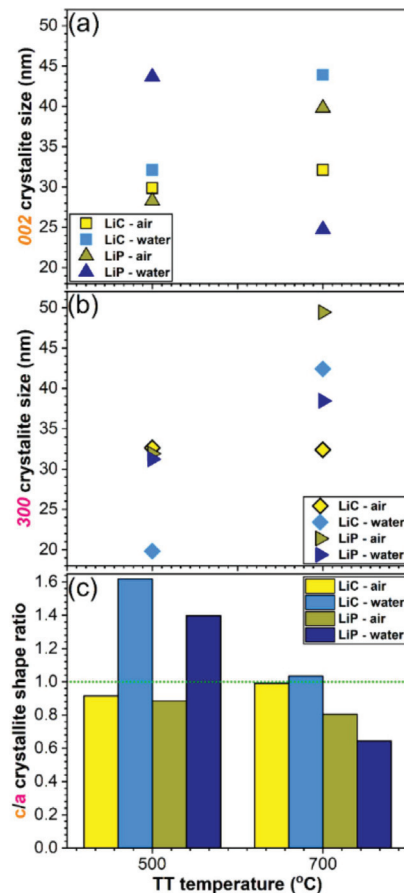 (a)
002 crystalite size (nm)
50
45
40
35
30
25
20
LiC - air
LiC - water
LiP - air
LiP - water
(b)
300 crystalite size (nm)
50
45
40
35
30
25
20
LiC - air
LiC - water
LiP - air
LiP - water
(c)
c/a crystallite shape ratio
1.6
1.4
1.2
1.0
0.8
0.6
0.4
0.2
0.0
LiC - air
LiC - water
LiP - air
LiP - water
500 700
TT temperature (°C)